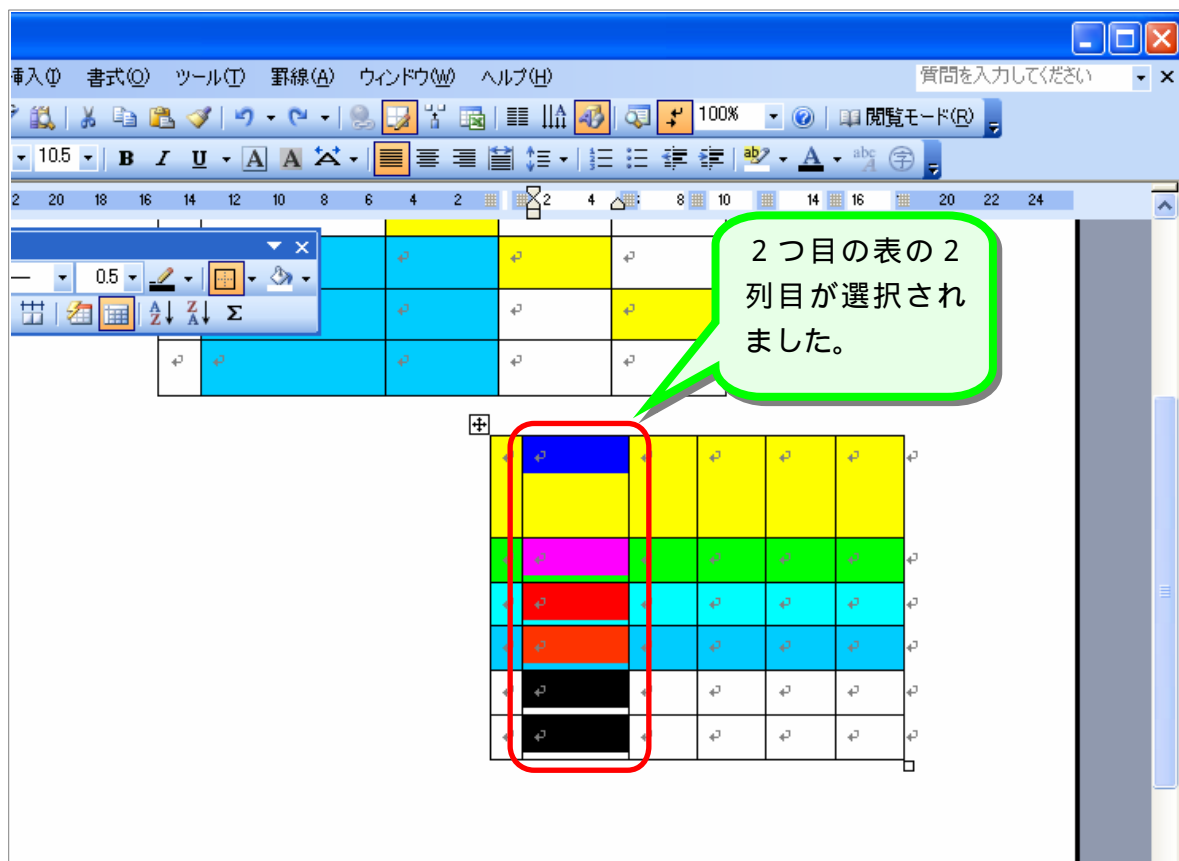 挿入(I) 書式(O) ツール(T) 罫線(A) ウィンドウ(W) ヘルプ(H) 質問を入力してください
100% 閲覧モード(R)
10.5 B I U A A ab A abc A 字
2 20 18 16 14 12 10 8 6 4 2 2 4 8 10 14 16 20 22 24
0.5
A Z Z A Σ
2つ目の表の2
列目が選択され
ました。